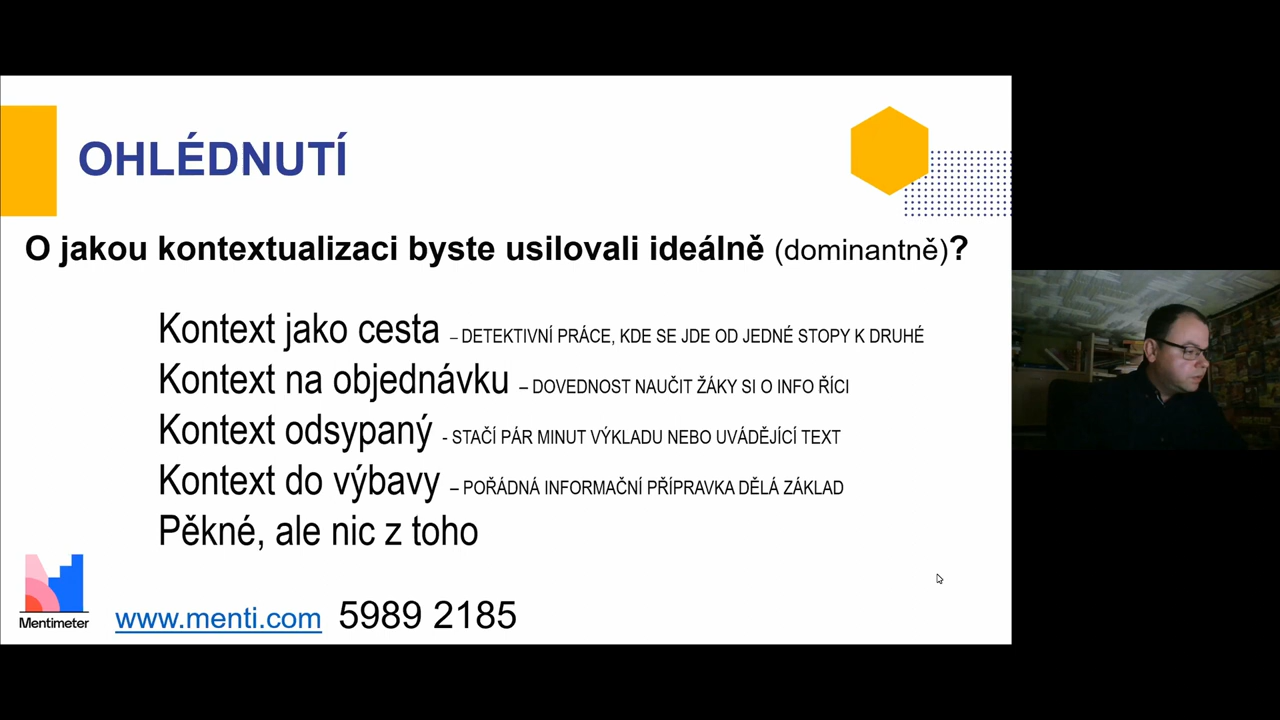 OHLÉDNUTÍ
O jakou kontextualizaci byste usilovali ideálně (dominantně)?
Kontext jako cesta – DETEKTIVNÍ PRÁCE, KDE SE JDE OD JEDNÉ STOPY K DRUHÉ
Kontext na objednávku – DOVEDNOST NAUČIT ŽÁKY SI O INFO ŘÍCI
Kontext odsypaný - STAČÍ PÁR MINUT VÝKLADU NEBO UVÁDĚJÍCÍ TEXT
Kontext do výbavy – POŘÁDNÁ INFORMAČNÍ PŘÍPRAVKA DĚLÁ ZÁKLAD
Pěkné, ale nic z toho
Mentimeter
www.menti.com 5989 2185